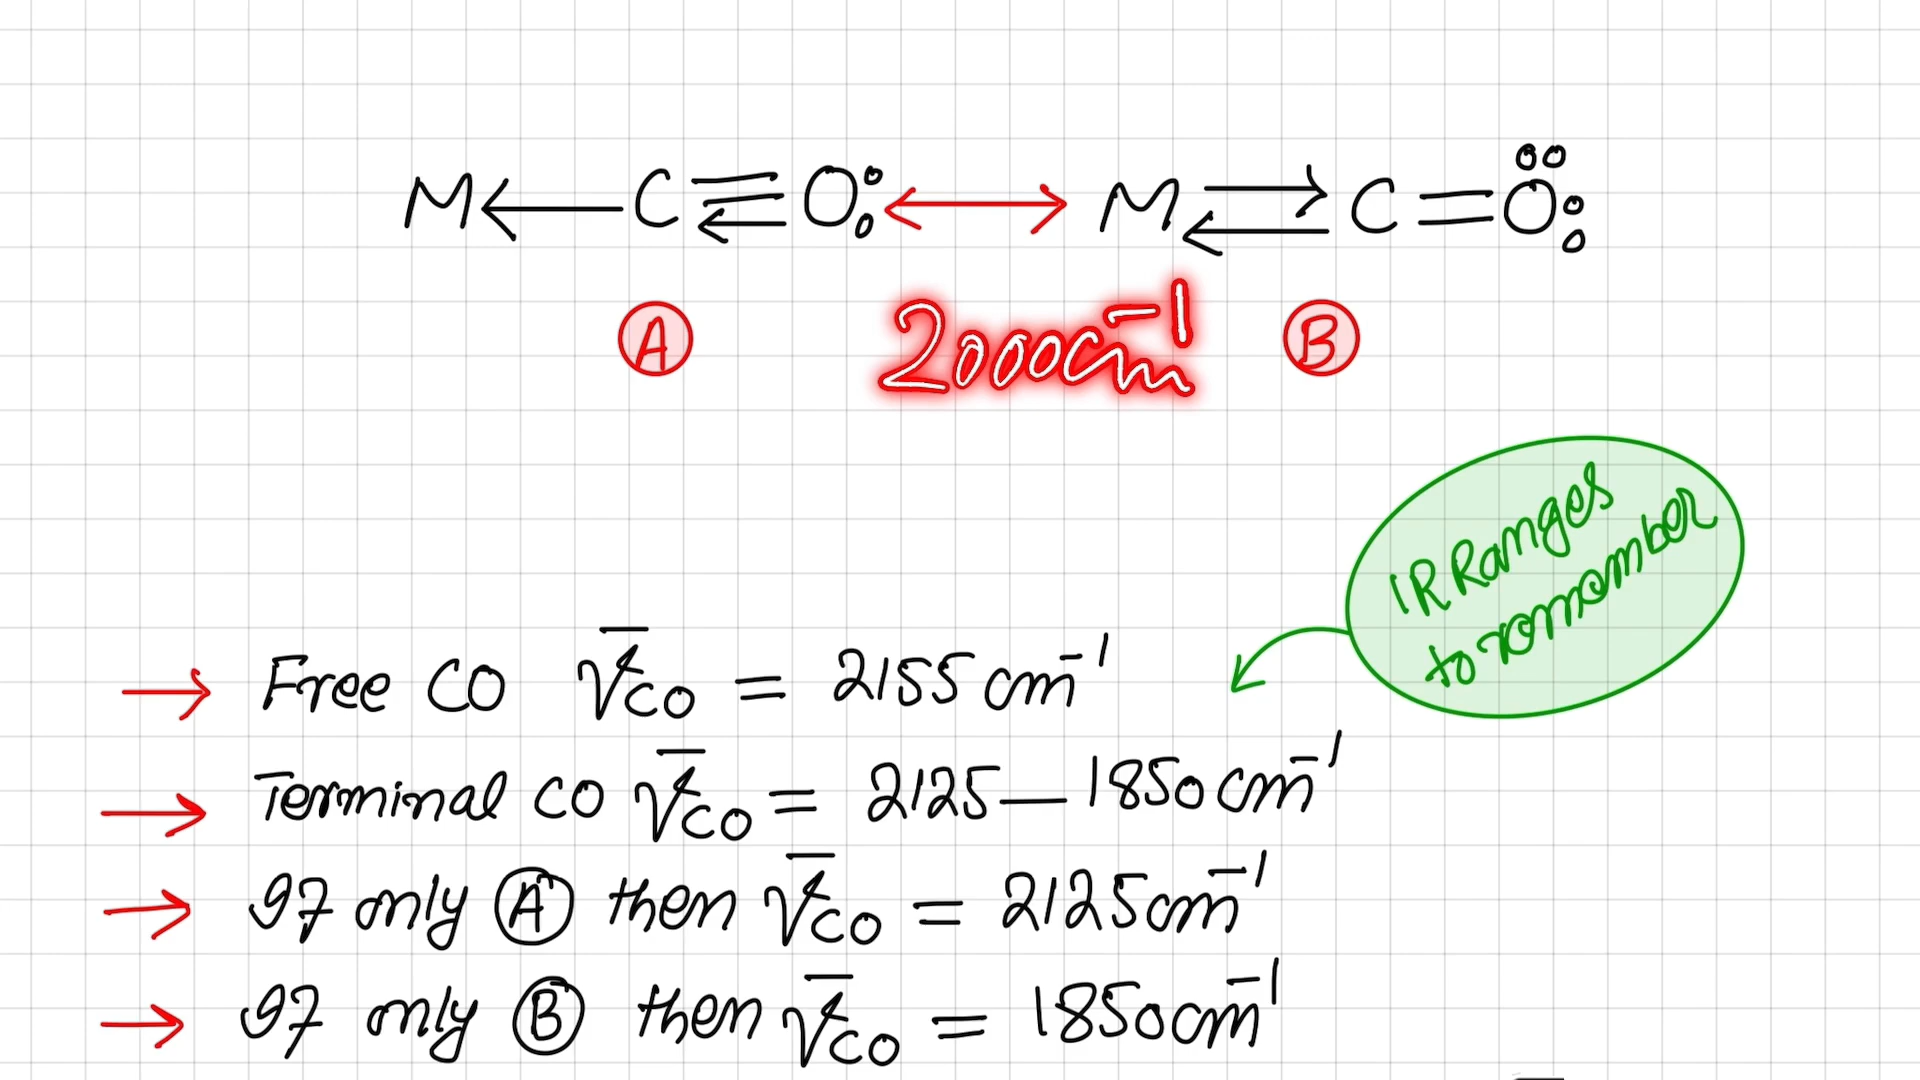 M ← C ≡ O: ↔ M ⇄ C = Ö:
A 2000cm⁻¹ B
IR Ranges
to remember
→ Free CO ν̅co = 2155 cm⁻¹
→ Terminal CO ν̅co = 2125 — 1850 cm⁻¹
→ If only A then ν̅co = 2125 cm⁻¹
→ If only B then ν̅co = 1850 cm⁻¹